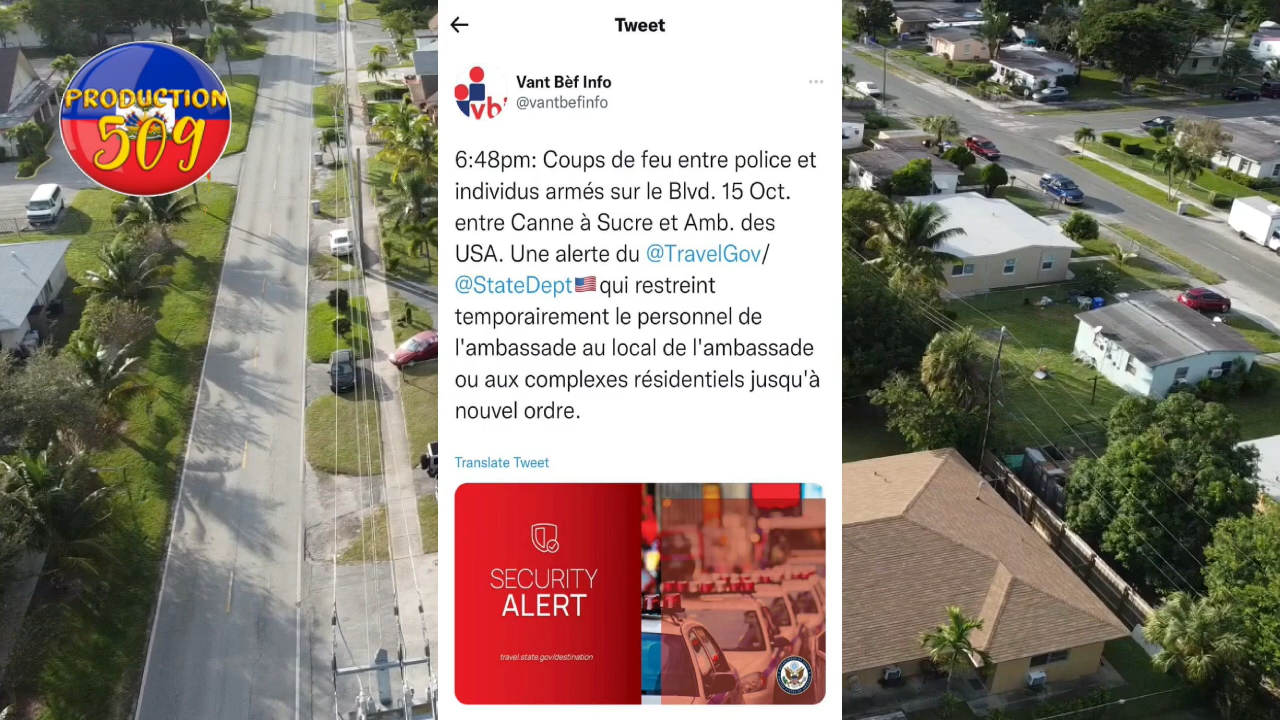 PRODUCTION
509
Tweet
Vant Bèf Info
@vantbefinfo
vb
6:48pm: Coups de feu entre police et
individus armés sur le Blvd. 15 Oct.
entre Canne à Sucre et Amb. des
USA. Une alerte du @TravelGov/
@StateDept🇺🇸qui restreint
temporairement le personnel de
l'ambassade au local de l'ambassade
ou aux complexes résidentiels jusqu'à
nouvel ordre.
Translate Tweet
SECURITY
ALERT
travel.state.gov/destination